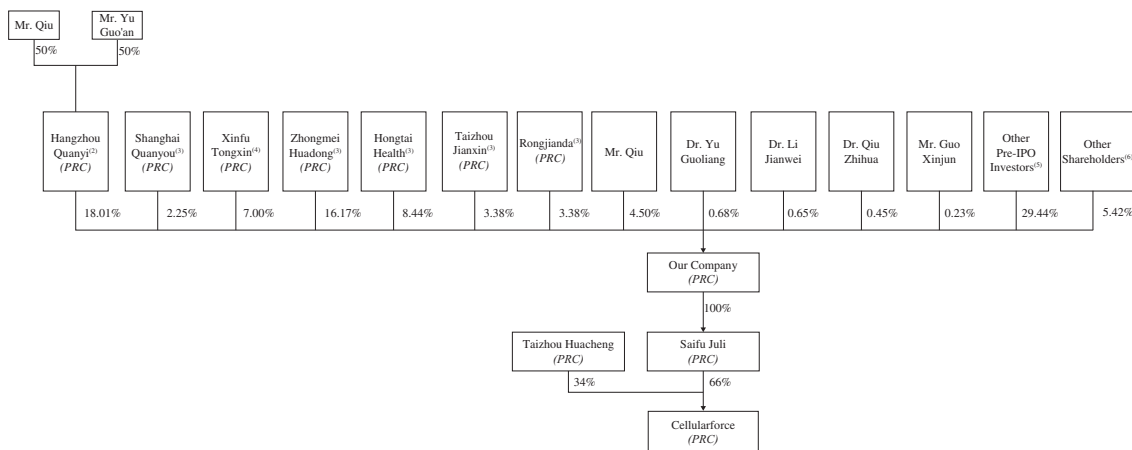 Mr. Qiu
Mr. Yu
Guo'an
50%
50%
Hangzhou
Quanyi(2)
(PRC)
Shanghai
Quanyou(3)
(PRC)
Xinfu
Tongxin(4)
(PRC)
Zhongmei
Huadong(3)
(PRC)
Hongtai
Health(3)
(PRC)
Taizhou
Jianxin(3)
(PRC)
Rongjianda(3)
(PRC)
Mr. Qiu
Dr. Yu
Guoliang
Dr. Li
Jianwei
Dr. Qiu
Zhihua
Mr. Guo
Xinjun
Other
Pre-IPO
Investors(5)
Other
Shareholders(6)
18.01%
2.25%
7.00%
16.17%
8.44%
3.38%
3.38%
4.50%
0.68%
0.65%
0.45%
0.23%
29.44%
5.42%
Our Company
(PRC)
100%
Taizhou Huacheng
(PRC)
Saifu Juli
(PRC)
34%
66%
Cellularforce
(PRC)